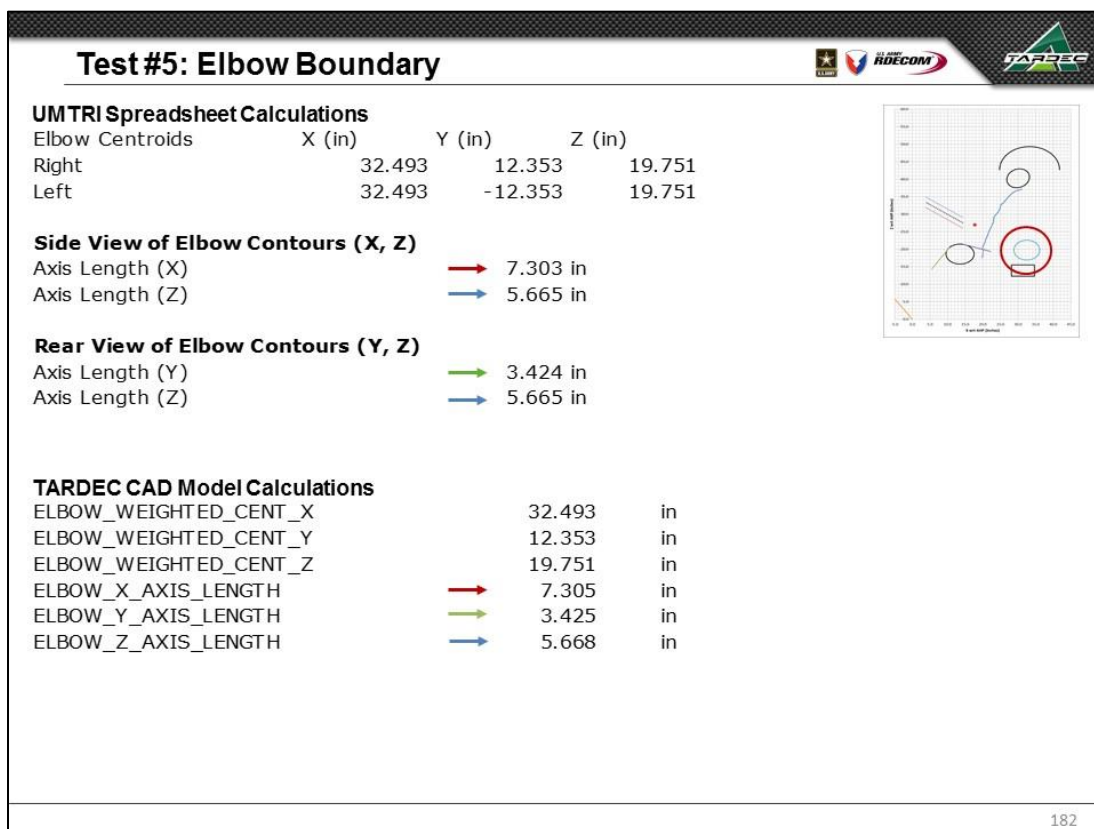 Test #5: Elbow Boundary
U.S. ARMY
U.S. ARMY
RDECOM
TARDEC
UMTRI Spreadsheet Calculations
Elbow Centroids X (in) Y (in) Z (in)
Right 32.493 12.353 19.751
Left 32.493 -12.353 19.751
Side View of Elbow Contours (X, Z)
Axis Length (X) 7.303 in
Axis Length (Z) 5.665 in
Rear View of Elbow Contours (Y, Z)
Axis Length (Y) 3.424 in
Axis Length (Z) 5.665 in
TARDEC CAD Model Calculations
ELBOW_WEIGHTED_CENT_X 32.493 in
ELBOW_WEIGHTED_CENT_Y 12.353 in
ELBOW_WEIGHTED_CENT_Z 19.751 in
ELBOW_X_AXIS_LENGTH 7.305 in
ELBOW_Y_AXIS_LENGTH 3.425 in
ELBOW_Z_AXIS_LENGTH 5.668 in
182